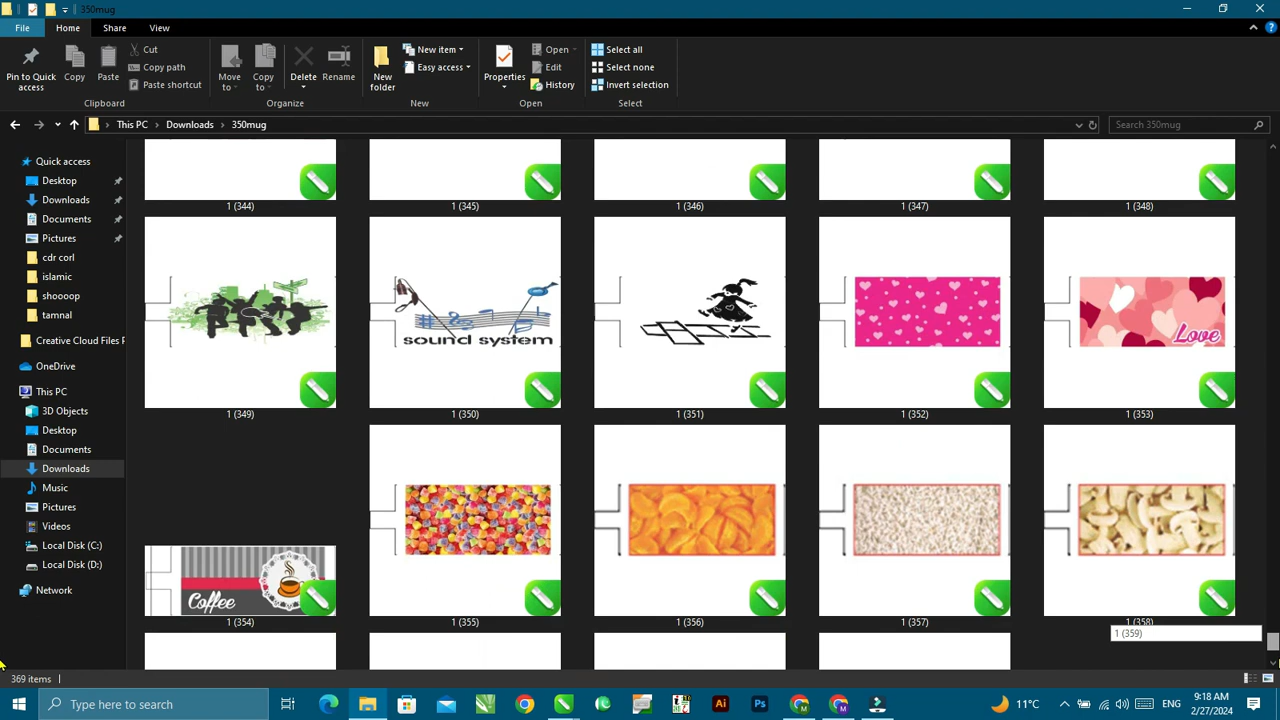 350mug
File Home Share View
Pin to Quick access
Copy
Paste
Cut
Copy path
Paste shortcut
Clipboard
Move to
Copy to
Delete
Rename
Organize
New folder
New item
Easy access
New
Properties
Open
Edit
History
Open
Select all
Select none
Invert selection
Select
This PC Downloads 350mug
Search 350mug
Quick access
Desktop
Downloads
Documents
Pictures
cdr corl
islamic
shoooop
tamnal
Creative Cloud Files
OneDrive
This PC
3D Objects
Desktop
Documents
Downloads
Music
Pictures
Videos
Local Disk (C:)
Local Disk (D:)
Network
1 (344) 1 (345) 1 (346) 1 (347) 1 (348)
sound system
Love
1 (349) 1 (350) 1 (351) 1 (352) 1 (353)
Coffee
1 (354) 1 (355) 1 (356) 1 (357) 1 (358)
1 (359)
369 items
Type here to search
Ai
Ps
11°C
ENG
9:18 AM
2/27/2024